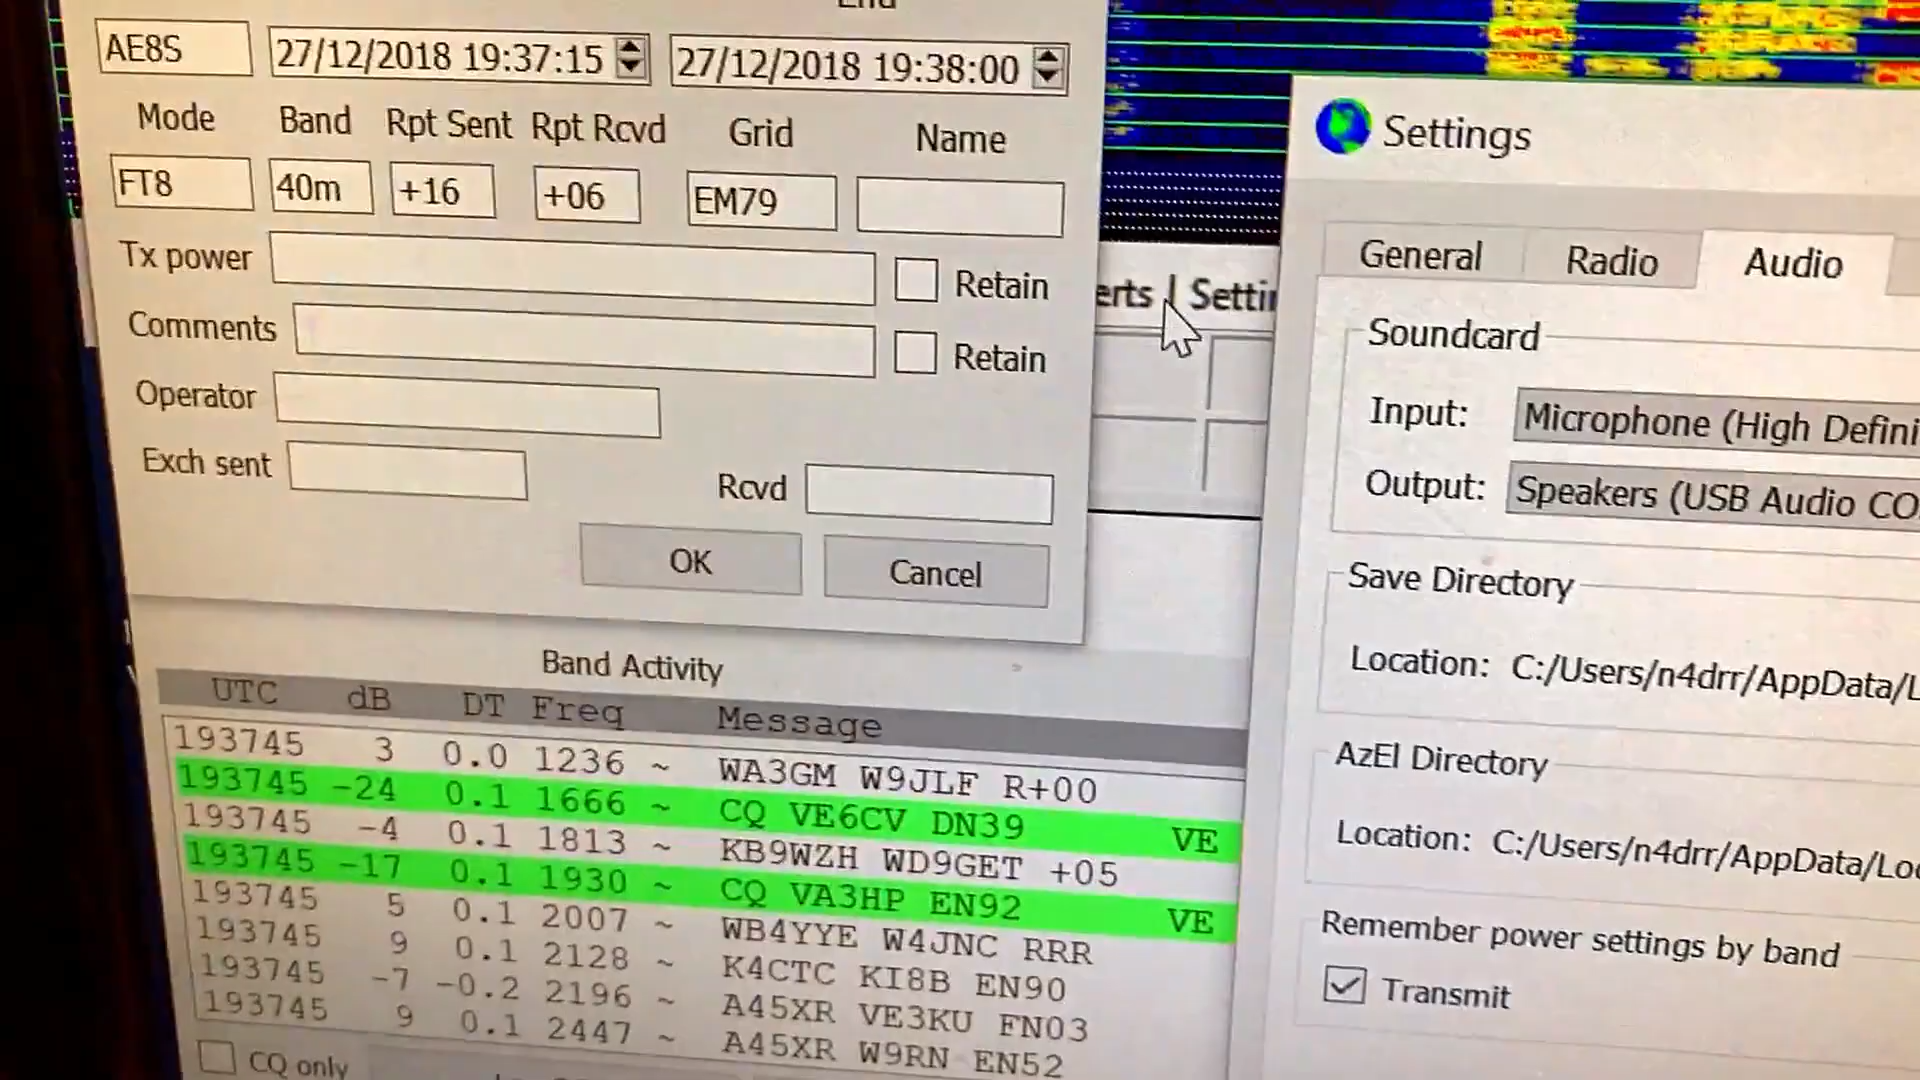 End
AE8S
27/12/2018 19:37:15
27/12/2018 19:38:00
Mode Band Rpt Sent Rpt Rcvd Grid Name
FT8 40m +16 +06 EM79
Tx power
Retain
Comments
Retain
Operator
Exch sent
Rcvd
OK Cancel
erts | Settin
Settings
General Radio Audio
Soundcard
Input: Microphone (High Defini
Output: Speakers (USB Audio CO
Save Directory
Location: C:/Users/n4drr/AppData/L
AzEl Directory
Location: C:/Users/n4drr/AppData/Loc
Remember power settings by band
Transmit
Band Activity
UTC dB DT Freq Message
193745 3 0.0 1236 ~ WA3GM W9JLF R+00
193745 -24 0.1 1666 ~ CQ VE6CV DN39 VE
193745 -4 0.1 1813 ~ KB9WZH WD9GET +05
193745 -17 0.1 1930 ~ CQ VA3HP EN92 VE
193745 5 0.1 2007 ~ WB4YYE W4JNC RRR
193745 9 0.1 2128 ~ K4CTC KI8B EN90
193745 -7 -0.2 2196 ~ A45XR VE3KU FN03
193745 9 0.1 2447 ~ A45XR W9RN EN52
CQ only